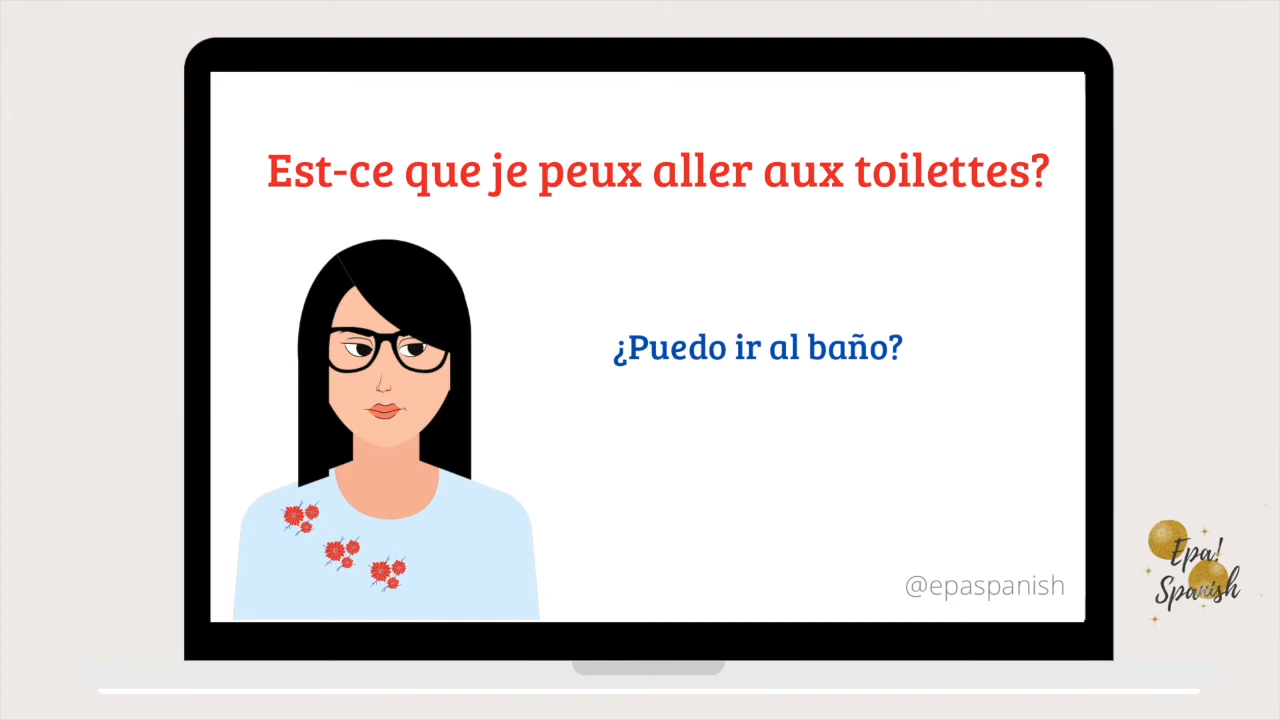 Est-ce que je peux aller aux toilettes?
¿Puedo ir al baño?
@epaspanish
Epa!
Spanish